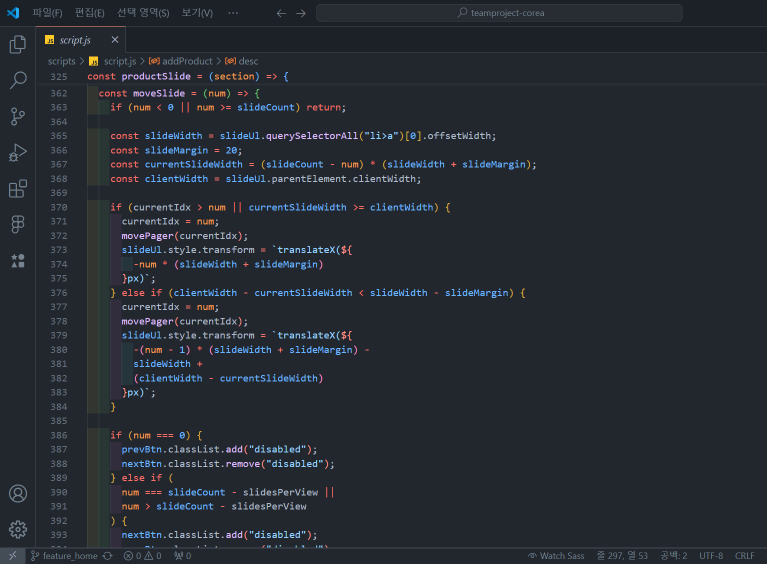 파일(F) 편집(E) 선택 영역(S) 보기(V) ··· teamproject-corea
JS script.js
scripts > JS script.js > addProduct > desc
325 const productSlide = (section) => {
362 const moveSlide = (num) => {
363 if (num < 0 || num >= slideCount) return;
364
365 const slideWidth = slideUl.querySelectorAll("li>a")[0].offsetWidth;
366 const slideMargin = 20;
367 const currentSlideWidth = (slideCount - num) * (slideWidth + slideMargin);
368 const clientWidth = slideUl.parentElement.clientWidth;
369
370 if (currentIdx > num || currentSlideWidth >= clientWidth) {
371 currentIdx = num;
372 movePager(currentIdx);
373 slideUl.style.transform = `translateX(${
374 -num * (slideWidth + slideMargin)
375 }px)`;
376 } else if (clientWidth - currentSlideWidth < slideWidth - slideMargin) {
377 currentIdx = num;
378 movePager(currentIdx);
379 slideUl.style.transform = `translateX(${
380 -(num - 1) * (slideWidth + slideMargin) -
381 slideWidth +
382 (clientWidth - currentSlideWidth)
383 }px)`;
384 }
385
386 if (num === 0) {
387 prevBtn.classList.add("disabled");
388 nextBtn.classList.remove("disabled");
389 } else if (
390 num === slideCount - slidesPerView ||
391 num > slideCount - slidesPerView
392 ) {
393 nextBtn.classList.add("disabled");
feature_home 0 0 0 Watch Sass 줄 297, 열 53 공백: 2 UTF-8 CRLF